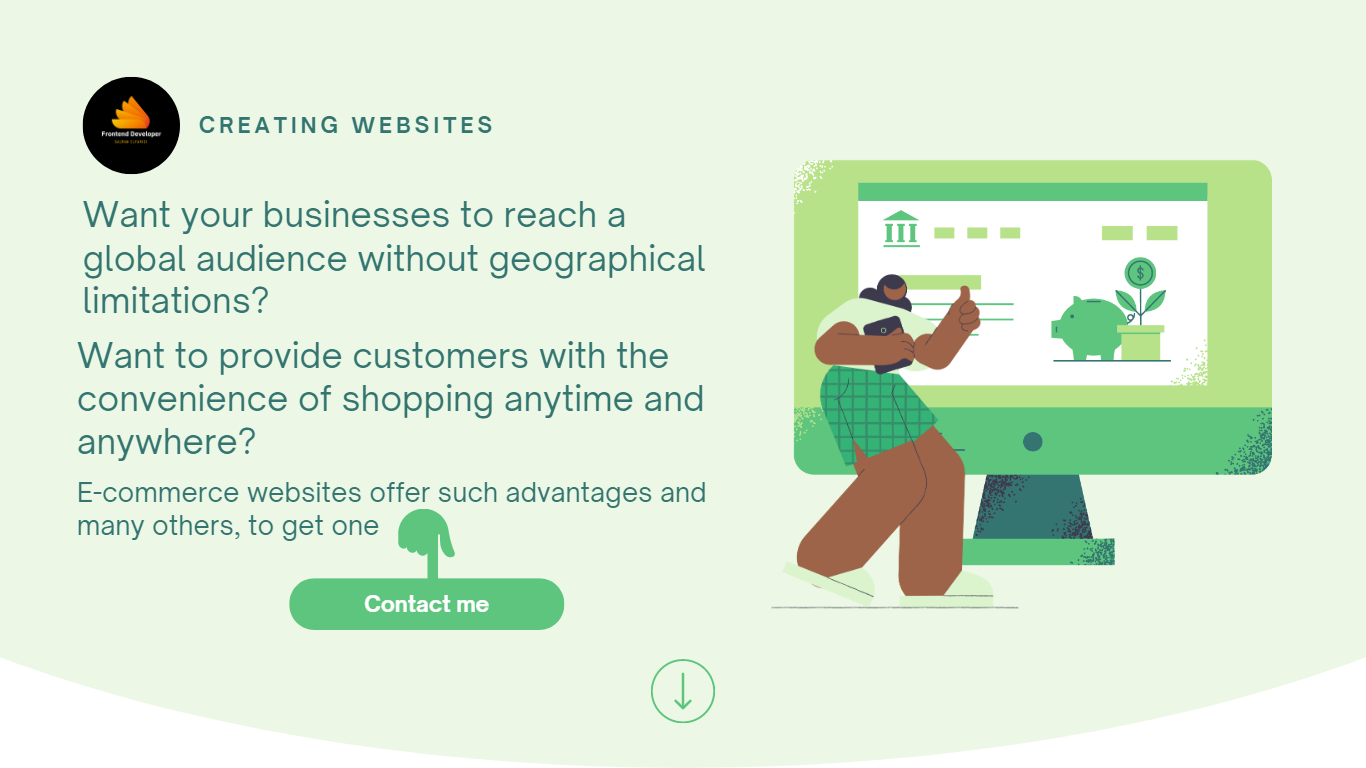 Frontend Developer
CREATING WEBSITES
Want your businesses to reach a
global audience without geographical
limitations?
Want to provide customers with the
convenience of shopping anytime and
anywhere?
E-commerce websites offer such advantages and
many others, to get one
Contact me
$